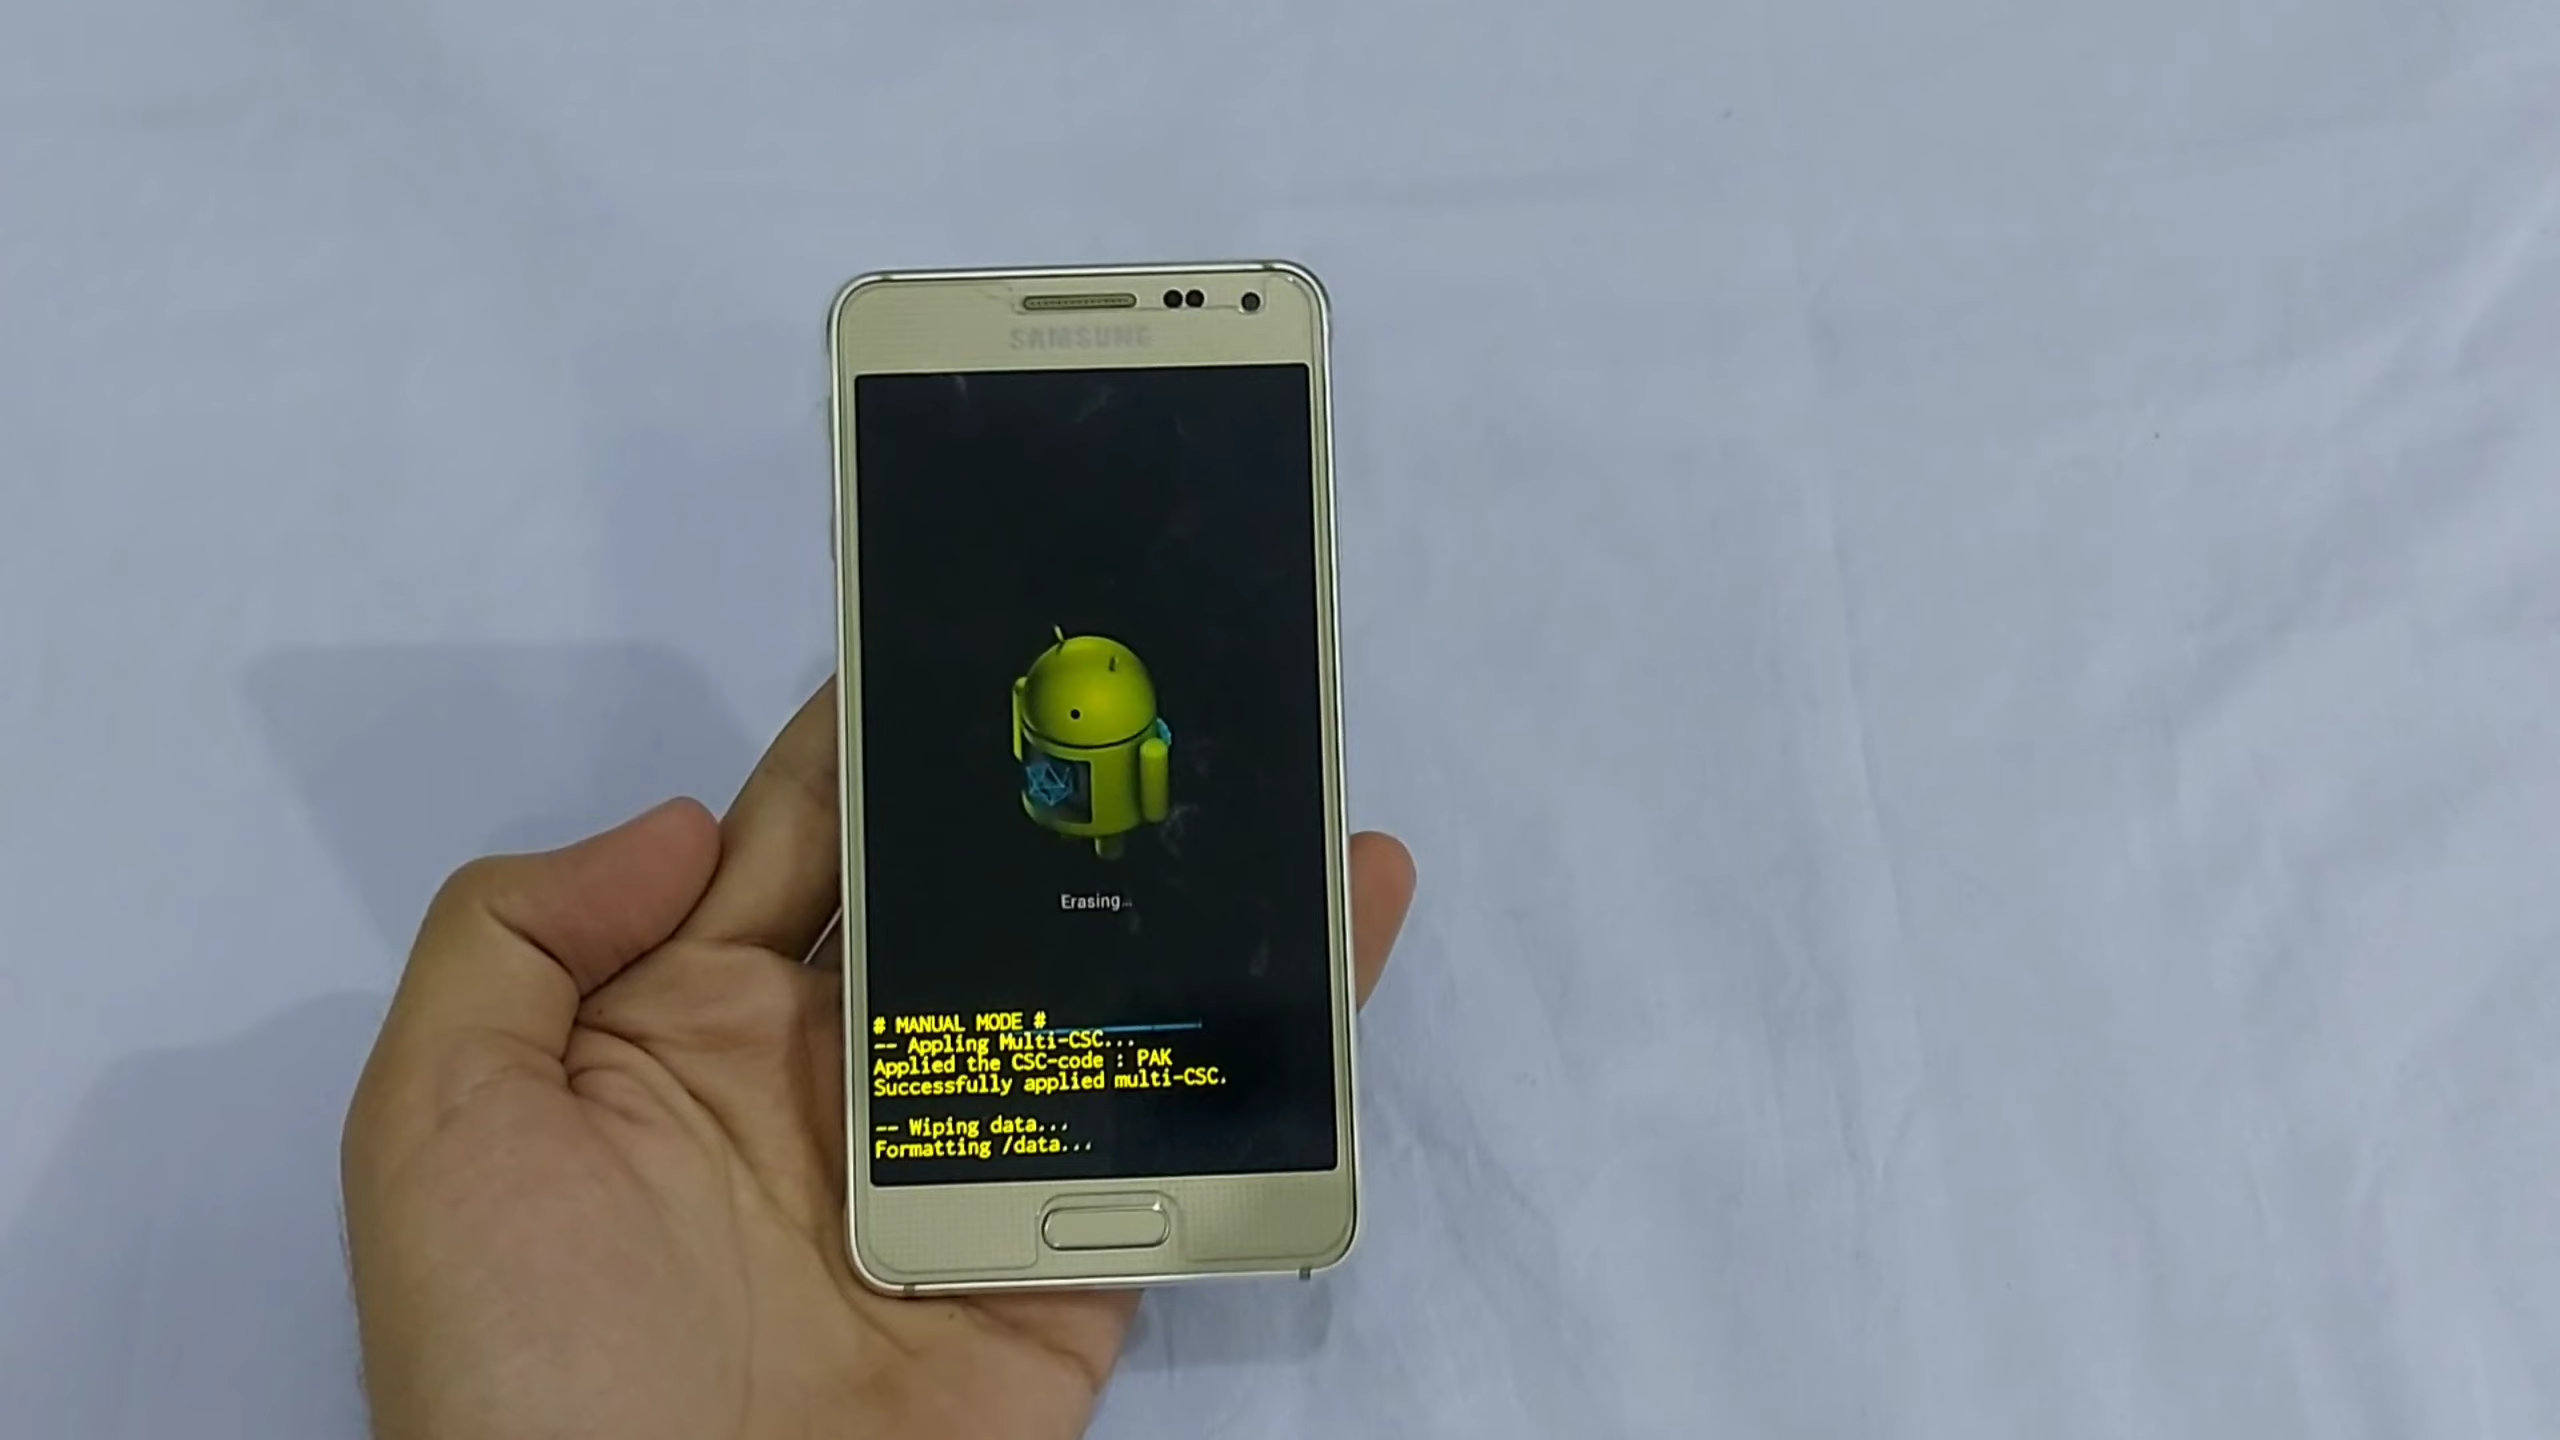 SAMSUNG
Erasing...
# MANUAL MODE #
-- Appling Multi-CSC...
Applied the CSC-code : PAK
Successfully applied multi-CSC.
-- Wiping data...
Formatting /data...